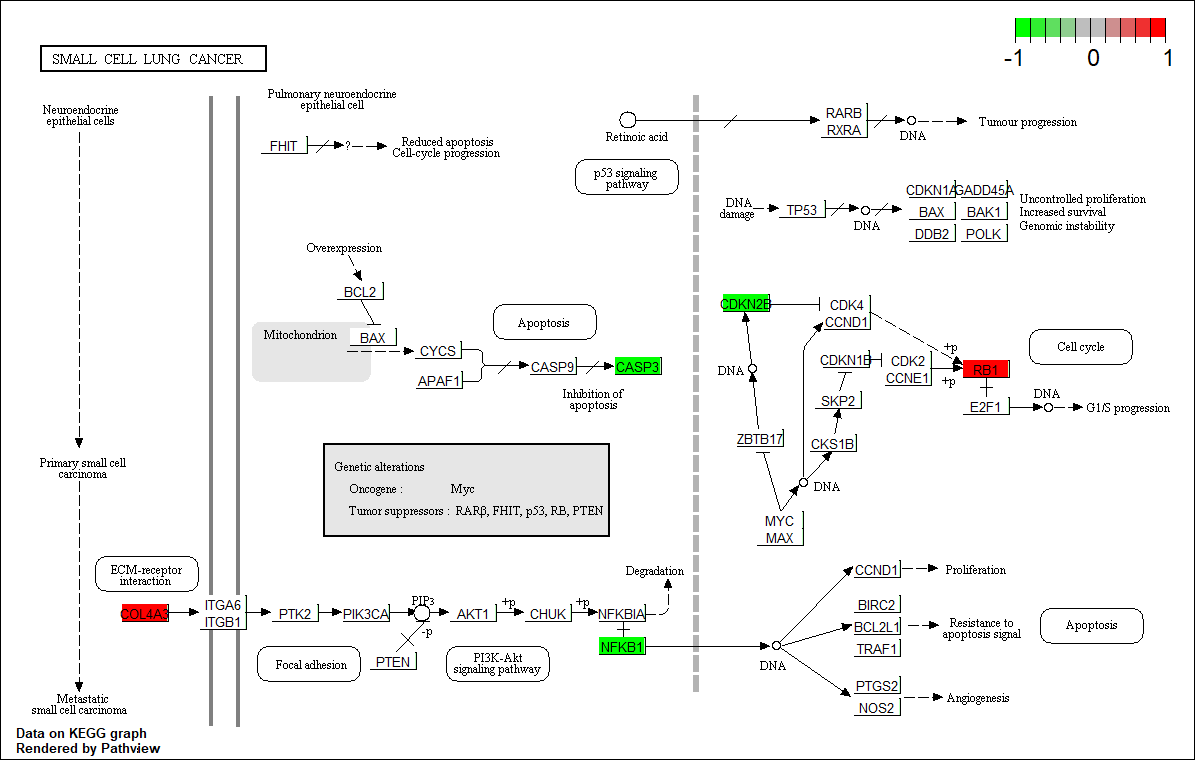 -1 0 1
SMALL CELL LUNG CANCER
Neuroendocrine
epithelial cells
Pulmonary neuroendocrine
epithelial cell
FHIT
?
Reduced apoptosis
Cell-cycle progression
Retinoic acid
RARB
RXRA
DNA
Tumour progression
p53 signaling
pathway
DNA
damage
TP53
DNA
CDKN1A GADD45A
BAX BAK1
DDB2 POLK
Uncontrolled proliferation
Increased survival
Genomic instability
Overexpression
BCL2
Mitochondrion
BAX
CYCS
APAF1
Apoptosis
CASP9
CASP3
Inhibition of
apoptosis
CDKN2B
CDK4
CCND1
DNA
CDKN1B
CDK2
CCNE1
+p
+p
RB1
E2F1
DNA
G1/S progression
Cell cycle
SKP2
ZBTB17
CKS1B
DNA
MYC
MAX
Primary small cell
carcinoma
Genetic alterations
Oncogene : Myc
Tumor suppressors : RARβ, FHIT, p53, RB, PTEN
ECM-receptor
interaction
COL4A3
ITGA6
ITGB1
PTK2
PIK3CA
PIP3
-p
PTEN
AKT1
+p
CHUK
+p
NFKBIA
NFKB1
Degradation
Focal adhesion
PI3K-Akt
signaling pathway
DNA
CCND1
Proliferation
BIRC2
BCL2L1
TRAF1
Resistance to
apoptosis signal
Apoptosis
PTGS2
NOS2
Angiogenesis
Metastatic
small cell carcinoma
Data on KEGG graph
Rendered by Pathview